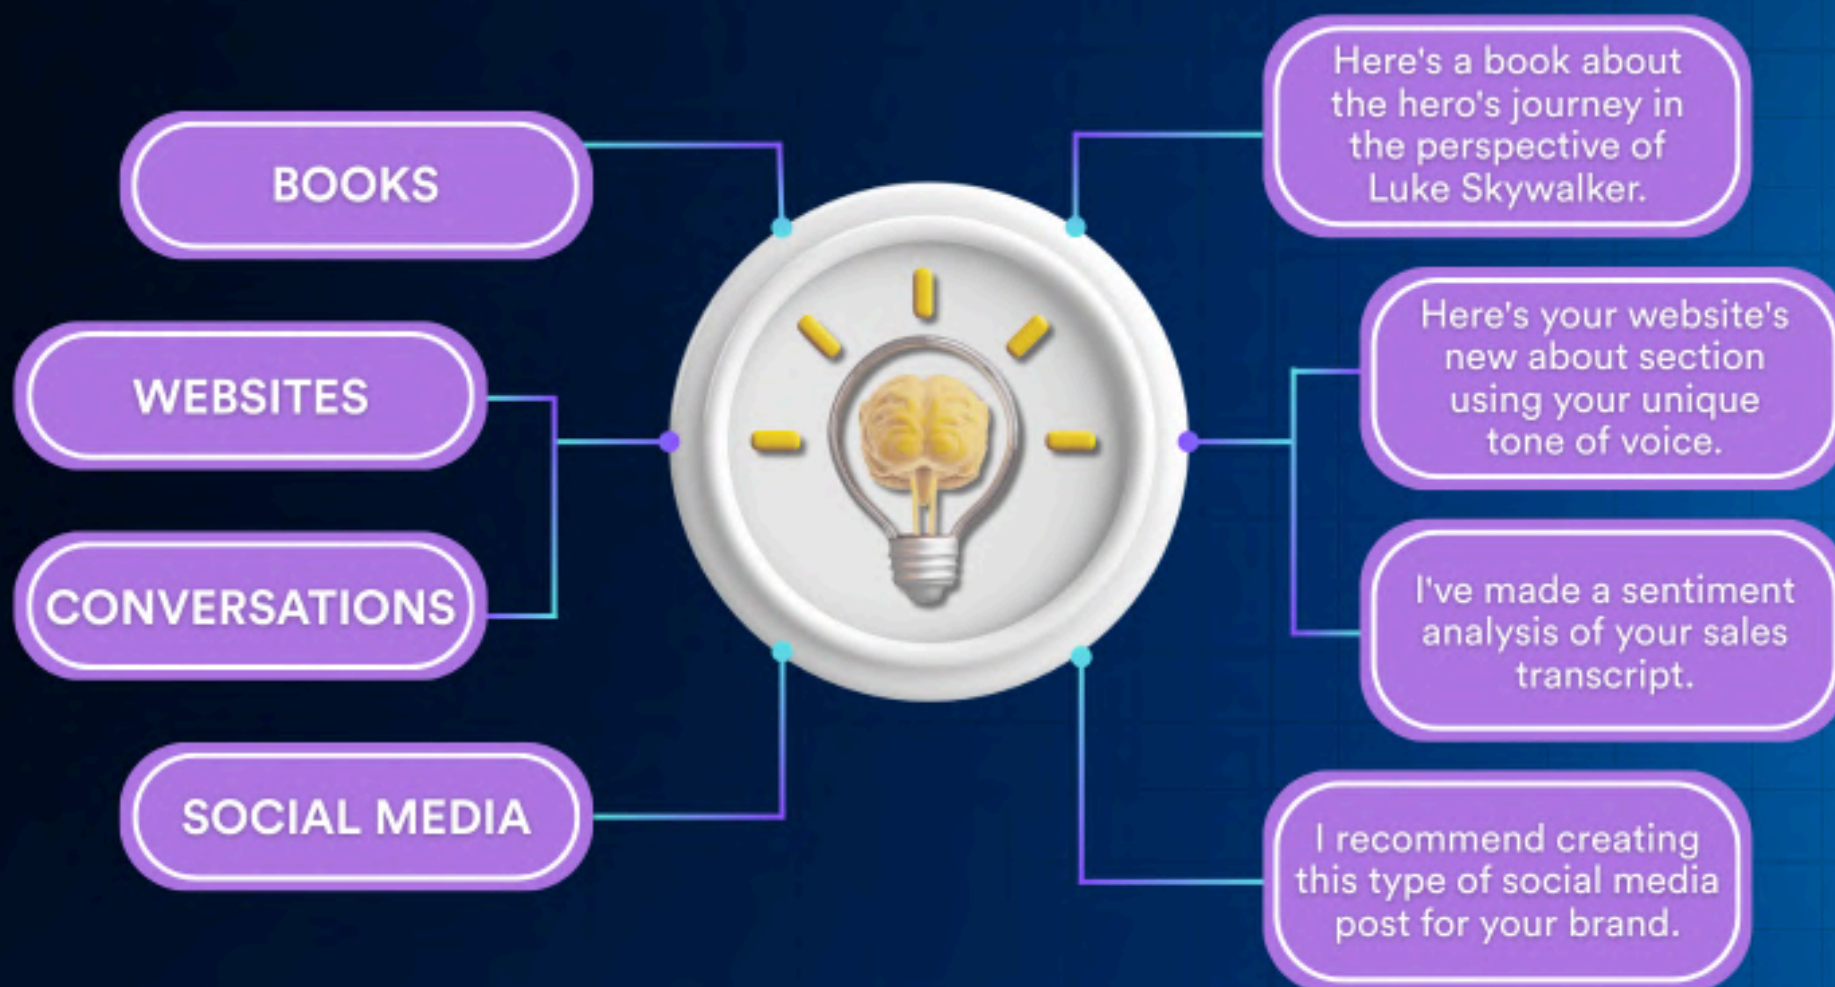 BOOKS
WEBSITES
CONVERSATIONS
SOCIAL MEDIA
Here's a book about
the hero's journey in
the perspective of
Luke Skywalker.
Here's your website's
new about section
using your unique
tone of voice.
I've made a sentiment
analysis of your sales
transcript.
I recommend creating
this type of social media
post for your brand.